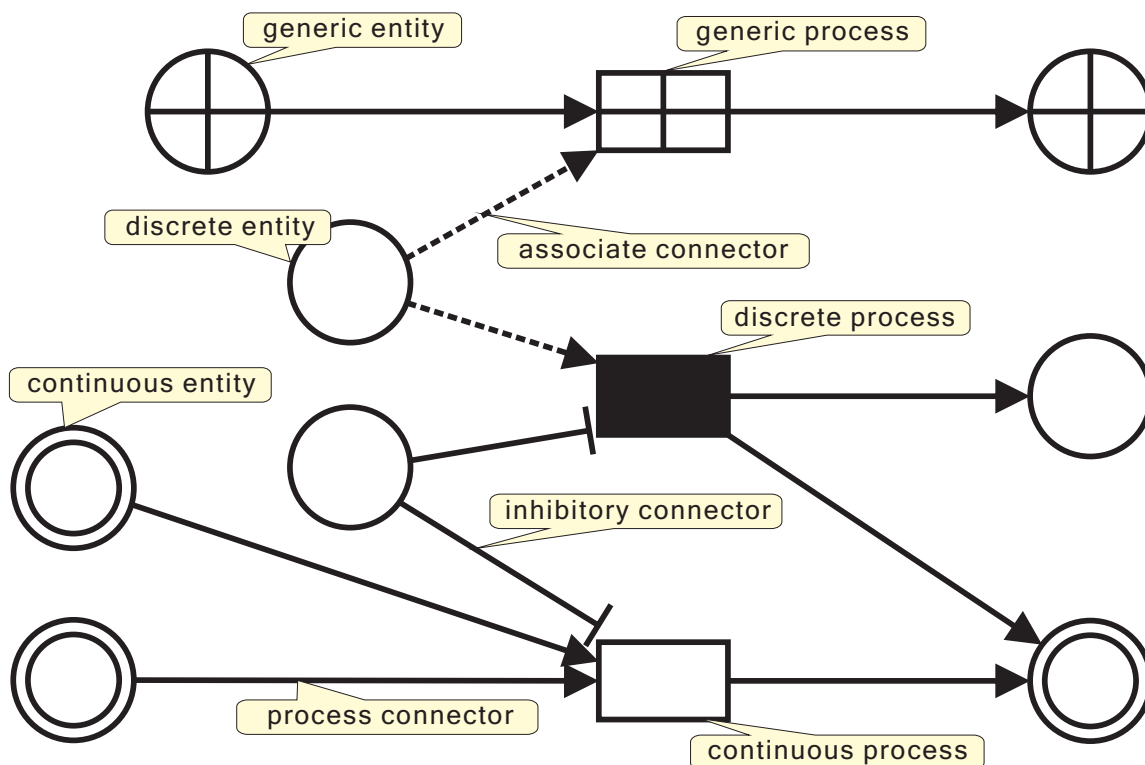 generic entity
generic process
discrete entity
associate connector
discrete process
continuous entity
inhibitory connector
process connector
continuous process